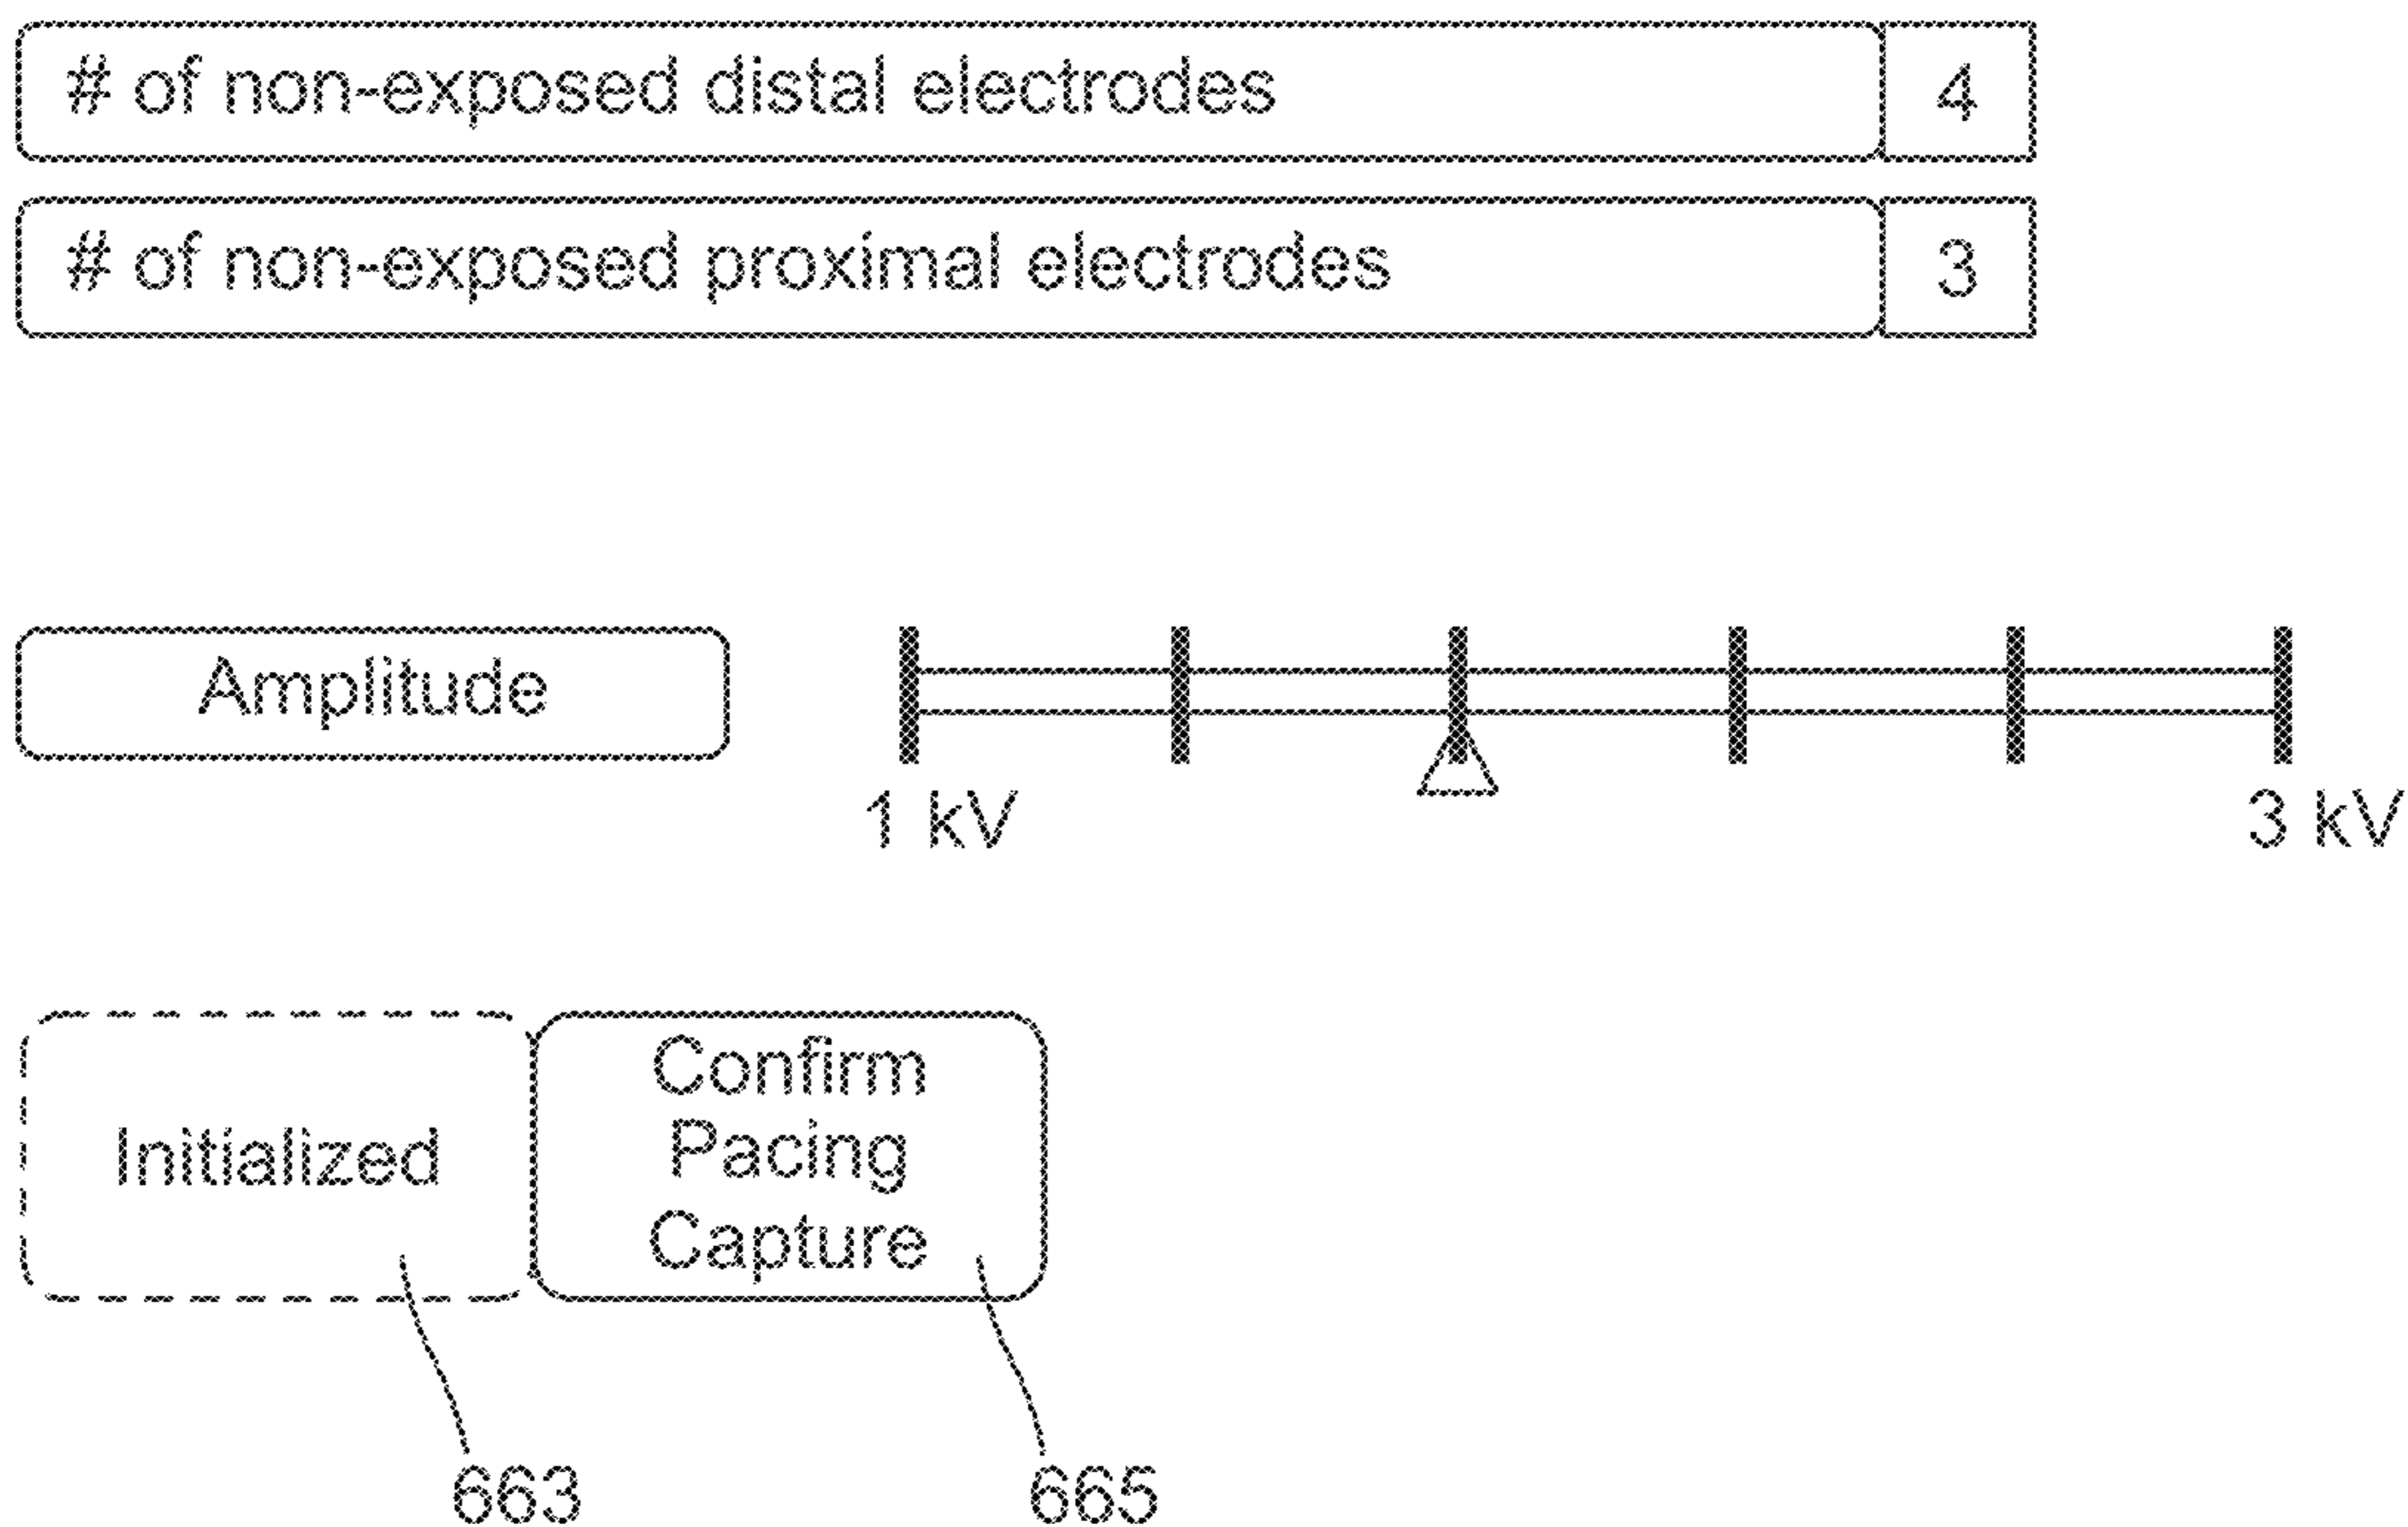 # of non-exposed distal electrodes 4
# of non-exposed proximal electrodes 3
Amplitude
1 kV 3 kV
Initialized
Confirm
Pacing
Capture
663 665